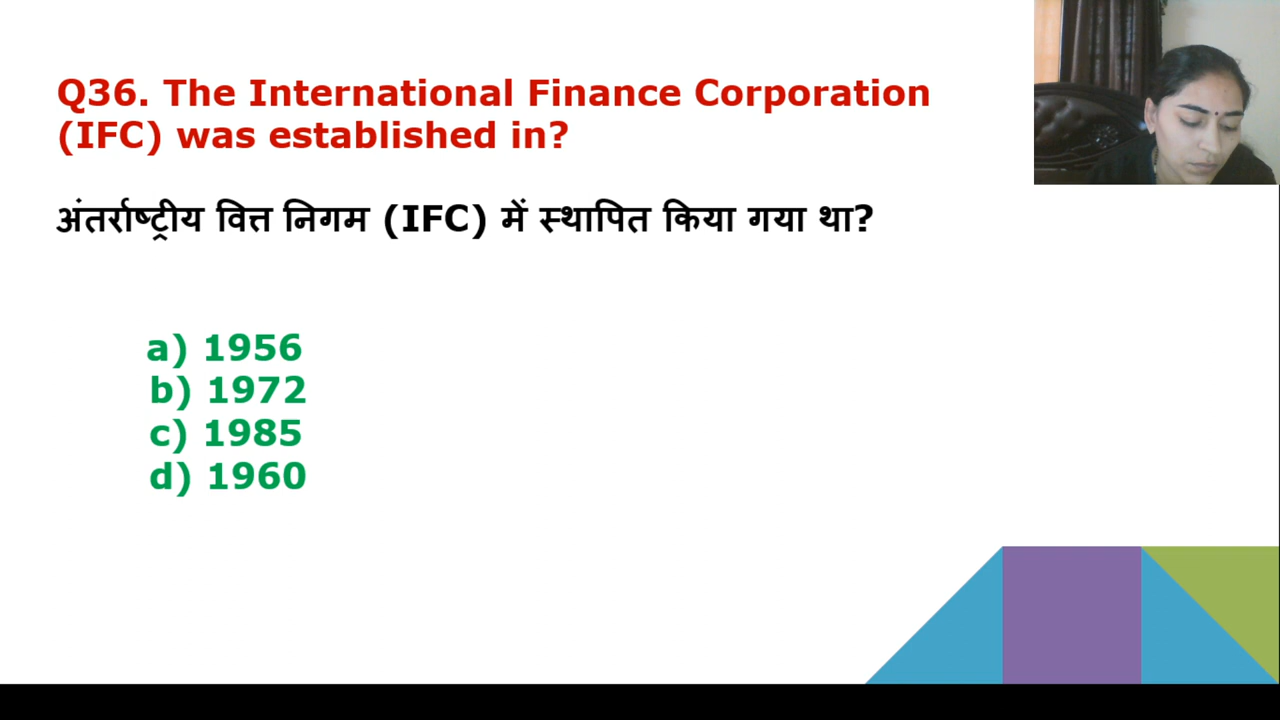 Q36. The International Finance Corporation
(IFC) was established in?
अंतर्राष्ट्रीय वित्त निगम (IFC) में स्थापित किया गया था?
a) 1956
b) 1972
c) 1985
d) 1960